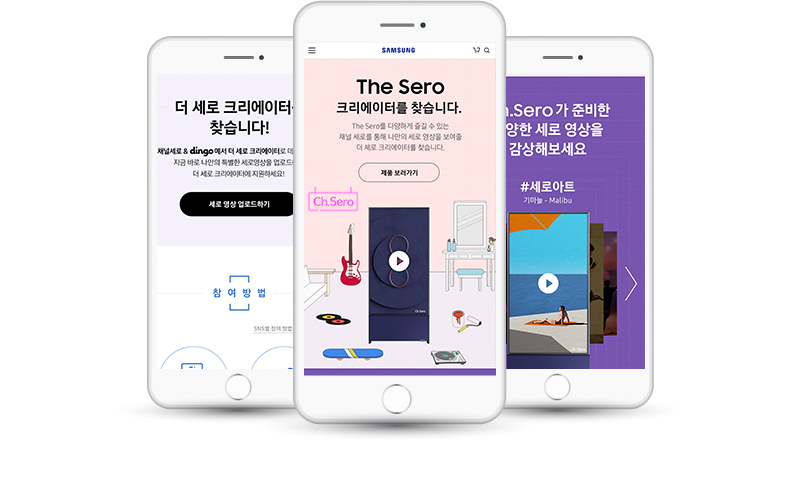 더 세로 크리에이터를
찾습니다!
채널세로 & dingo에서 더 세로 크리에이터로
지금 바로 나만의 특별한 세로영상을 업로드
더 세로 크리에이터에 지원하세요!
세로 영상 업로드하기
참여방법
SNS별 참여 방법
SAMSUNG
The Sero
크리에이터를 찾습니다.
The Sero를 다양하게 즐길 수 있는
채널 세로를 통해 나만의 세로 영상을 보여줄
더 세로 크리에이터를 찾습니다.
제품 보러가기
Ch.Sero
Ch.Sero
h.Sero가 준비한
양한 세로 영상을
감상해보세요
#세로아트
기마늘 - Malibu
Ch.Sero